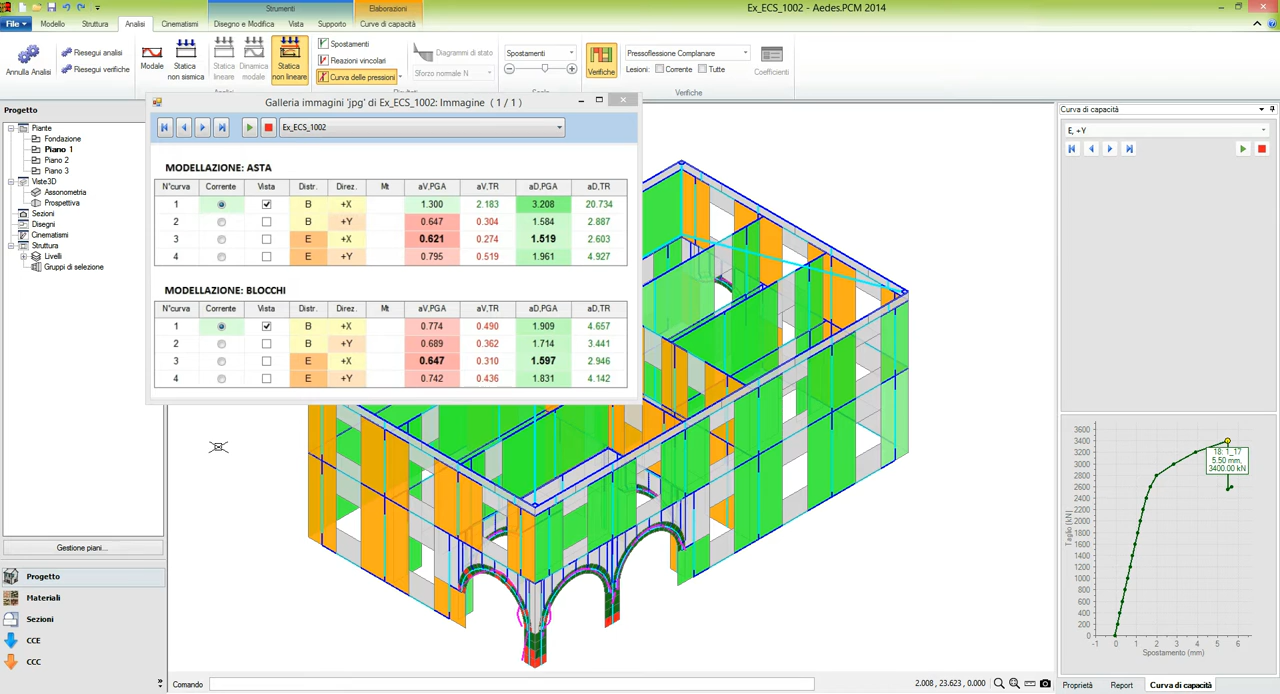 Ex_ECS_1002 : Aedes.PCM 2014
Strumenti
Elaborazioni
File
Modello
Struttura
Analisi
Cinematismi
Disegno e Modifica
Vista
Supporto
Curva di capacità
Annulla Analisi
Resegui analisi
Resegui verifiche
Modale
Statica non sismica
Statica lineare
Dinamica modale
Statica non lineare
Spostamenti
Reazioni vincolari
Curva delle pressioni
Diagrammi di stato
Sforzo normale N
Spostamenti
Verifiche
Pressoflessione Complanare
Lesioni: Corrente Tutte
Coefficienti
Verifiche
Progetto
Piante
Fondazione
Piano 1
Piano 2
Piano 3
Viste3D
Assonometria
Prospettiva
Sezioni
Disegni
Cinematismi
Struttura
Livelli
Gruppi di selezione
Gestione piani...
Progetto
Materiali
Sezioni
CCE
CCC
Galleria immagini 'jpg' di Ex_ECS_1002: Immagine ( 1 / 1 )
Ex_ECS_1002
MODELLAZIONE: ASTA
N°curva Corrente Vista Distr. Direz. Mt aV,PGA aV,TR aD,PGA aD,TR
1 B +X 1.300 2.183 3.208 20.734
2 B +Y 0.647 0.304 1.584 2.887
3 E +X 0.621 0.274 1.519 2.603
4 E +Y 0.795 0.519 1.961 4.927
MODELLAZIONE: BLOCCHI
N°curva Corrente Vista Distr. Direz. Mt aV,PGA aV,TR aD,PGA aD,TR
1 B +X 0.774 0.490 1.909 4.657
2 B +Y 0.689 0.362 1.714 3.441
3 E +X 0.647 0.310 1.597 2.946
4 E +Y 0.742 0.436 1.831 4.142
Curva di capacità
E, +Y
3600
3400
3200
3000
2800
2600
2400
2200
2000
1800
1600
1400
1200
1000
800
600
400
200
0
Taglio [kN]
18: 1_17
5.50 mm,
3400.00 kN
-1 0 1 2 3 4 5 6
Spostamento (mm)
Comando
2.008 , 23.623 , 0.000
Proprietà
Report
Curva di capacità